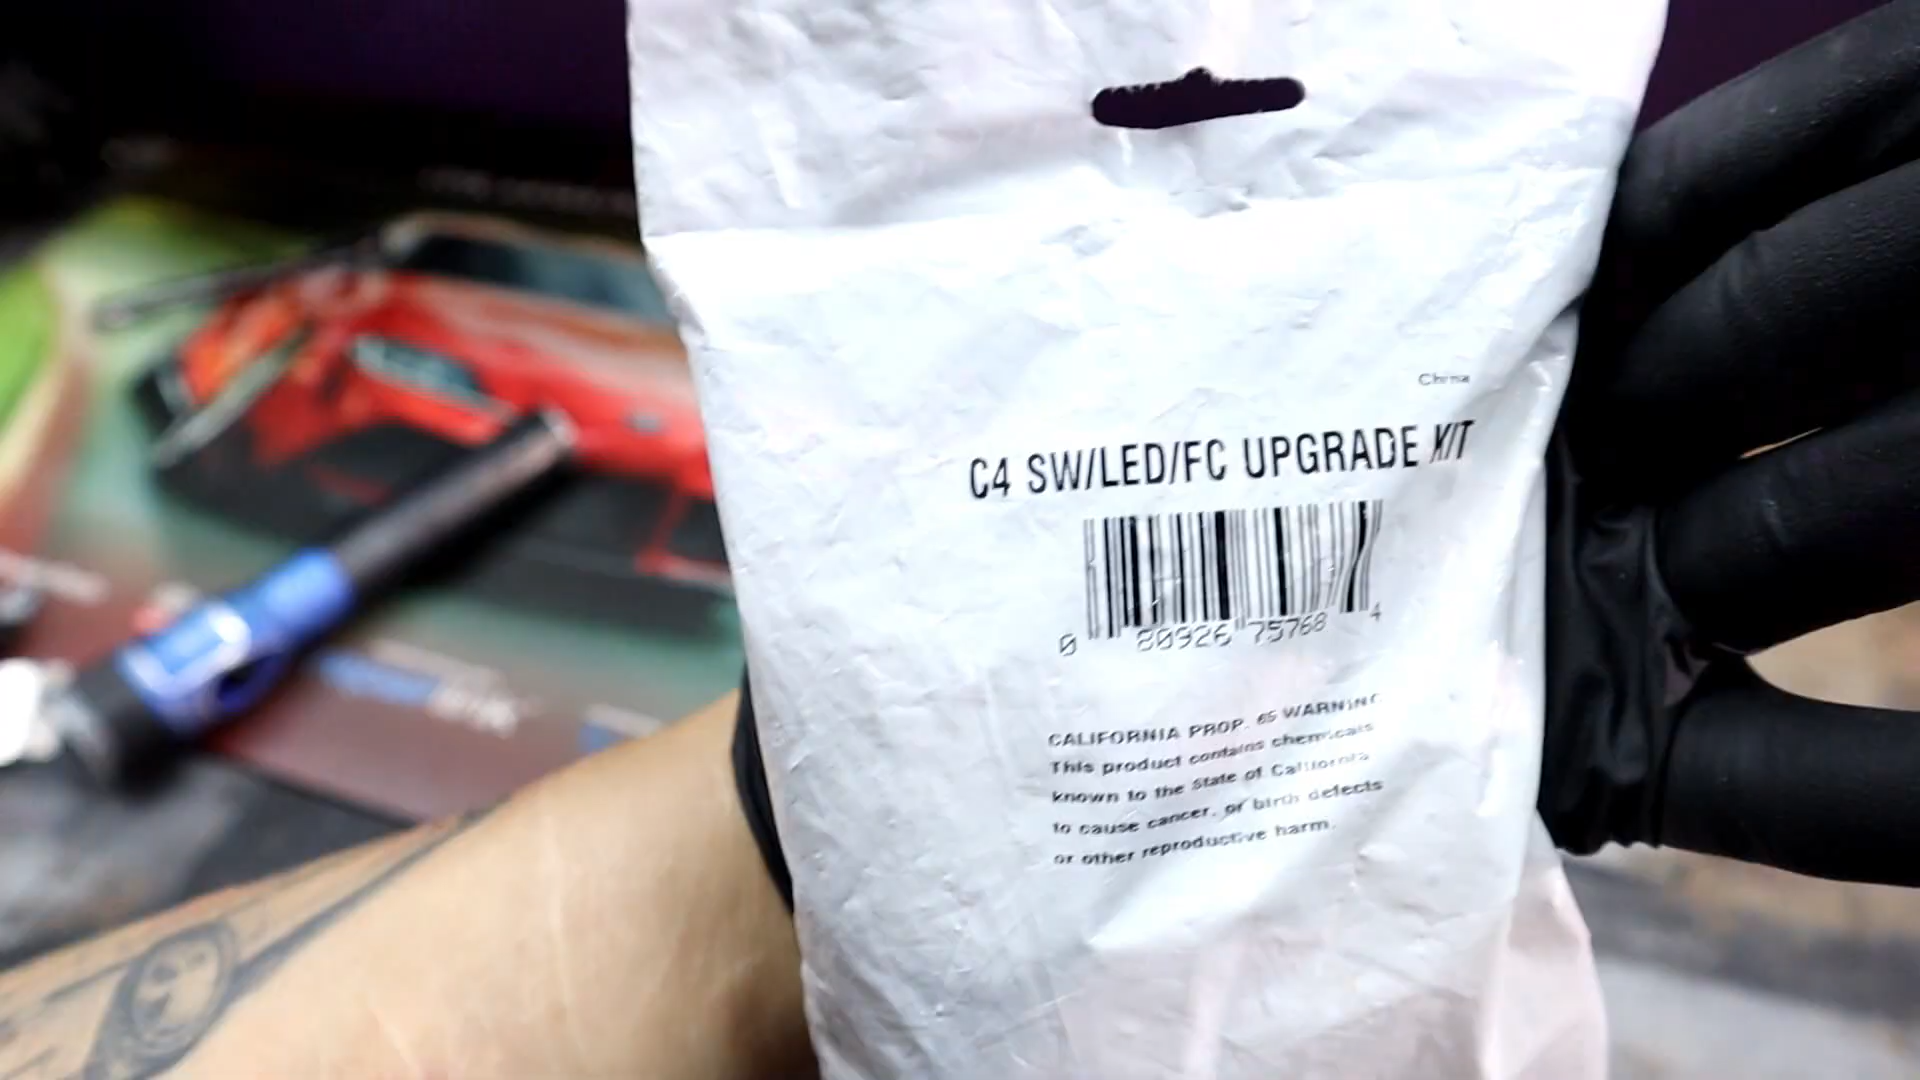 China
C4 SW/LED/FC UPGRADE KIT
0 80926 75768 4
CALIFORNIA PROP. 65 WARNING
This product contains chemicals
known to the State of California
to cause cancer, or birth defects
or other reproductive harm.